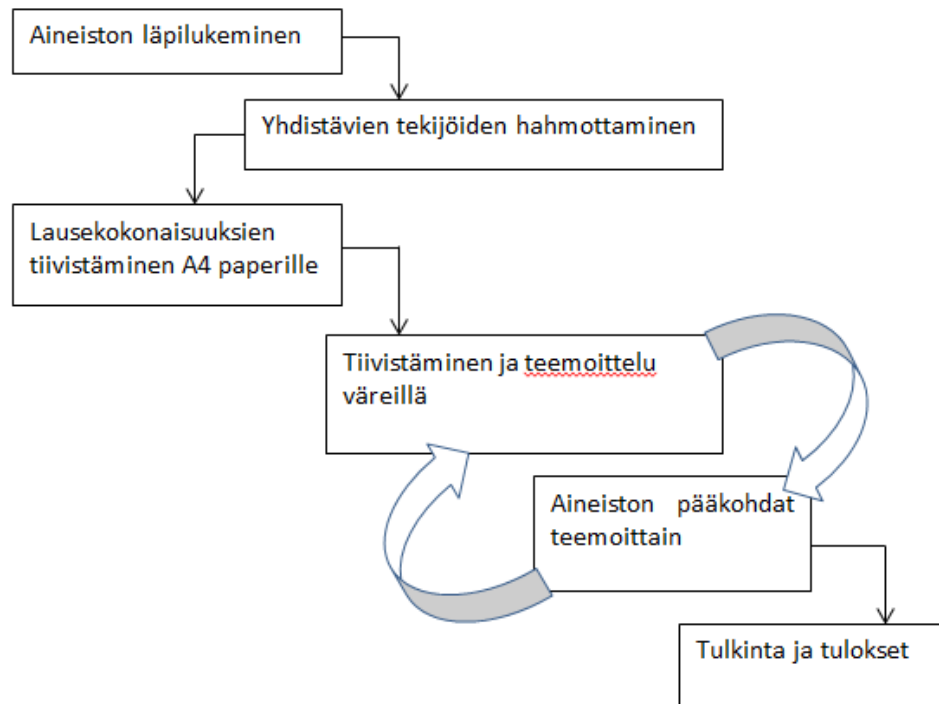 Aineiston läpilukeminen
Yhdistävien tekijöiden hahmottaminen
Lausekokonaisuuksien
tiivistäminen A4 paperille
Tiivistäminen ja teemoittelu
väreillä
Aineiston pääkohdat
teemoittain
Tulkinta ja tulokset